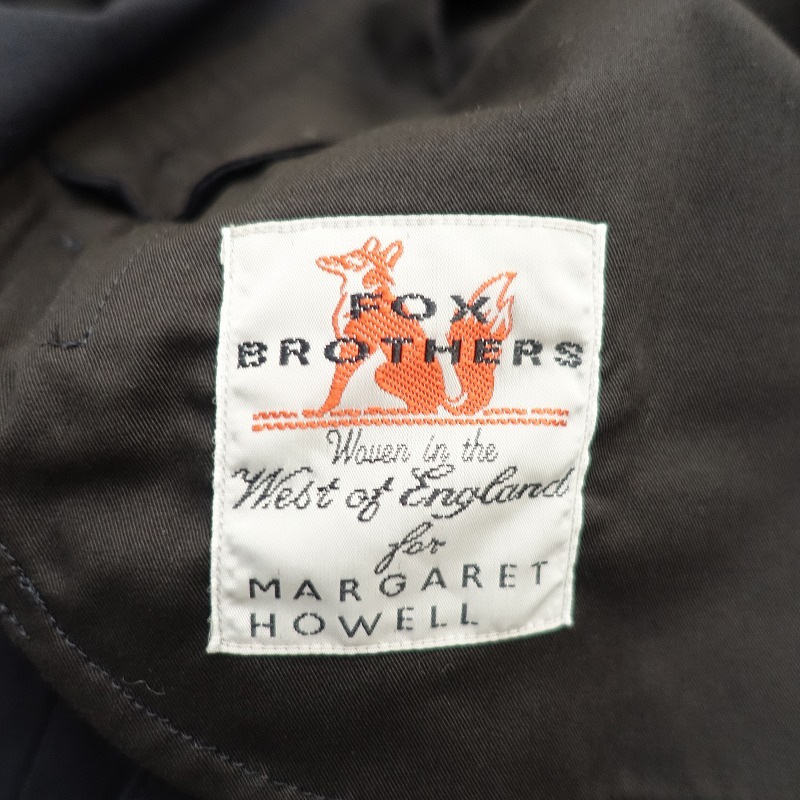 FOX
BROTHERS
Woven in the
West of England
for
MARGARET
HOWELL